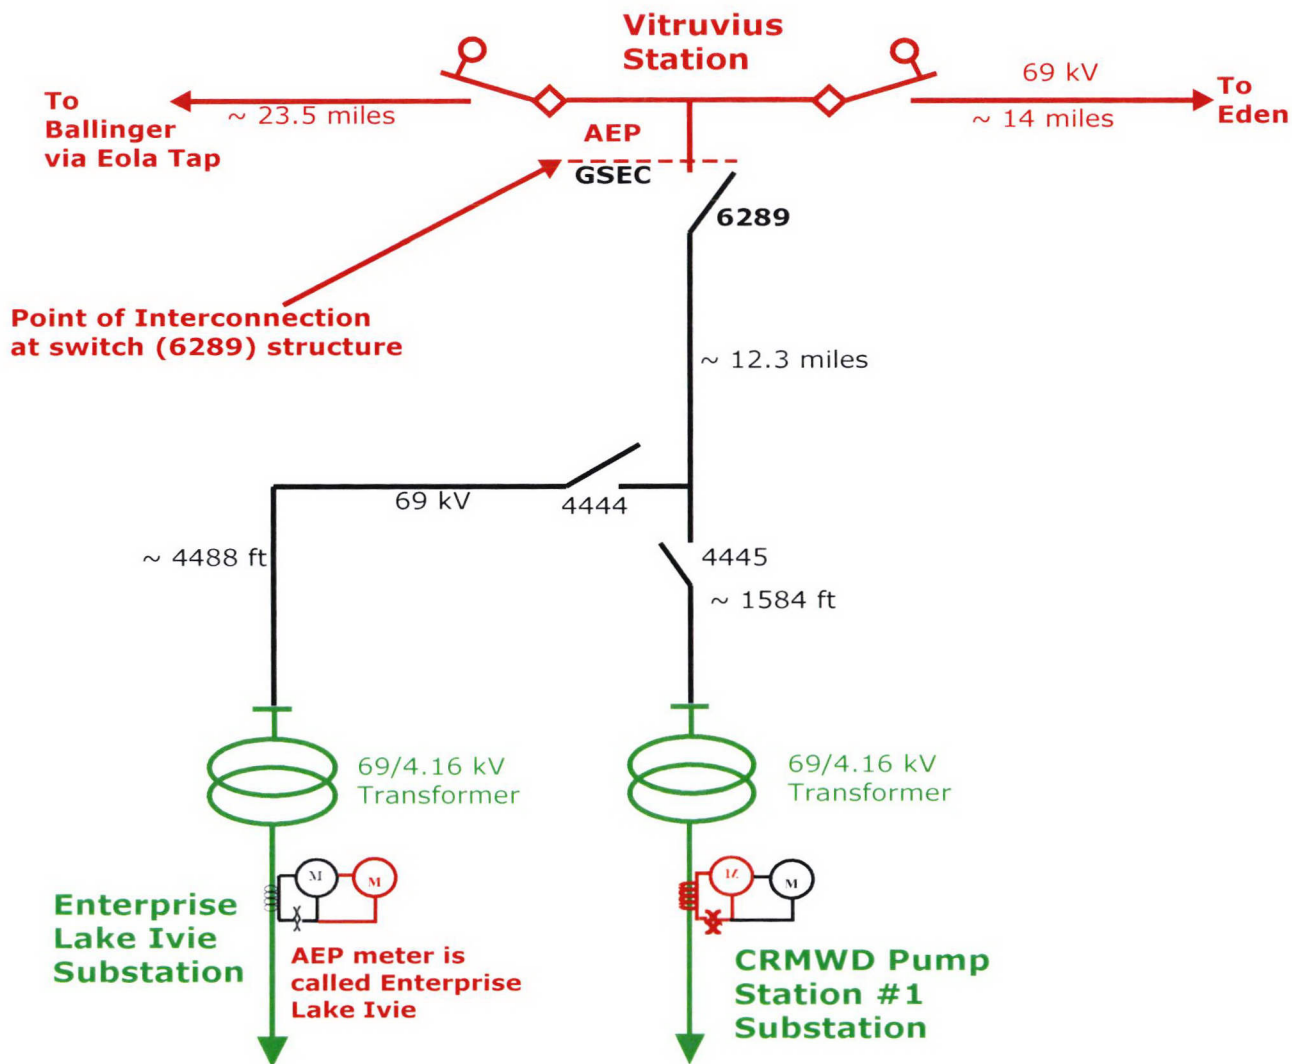 Vitruvius
Station
69 kV
To
Ballinger
via Eola Tap
~ 23.5 miles
~ 14 miles
To
Eden
AEP
GSEC
6289
Point of Interconnection
at switch (6289) structure
~ 12.3 miles
69 kV
4444
~ 4488 ft
4445
~ 1584 ft
69/4.16 kV
Transformer
69/4.16 kV
Transformer
M
M
M
Enterprise
Lake Ivie
Substation
AEP meter is
called Enterprise
Lake Ivie
CRMWD Pump
Station #1
Substation